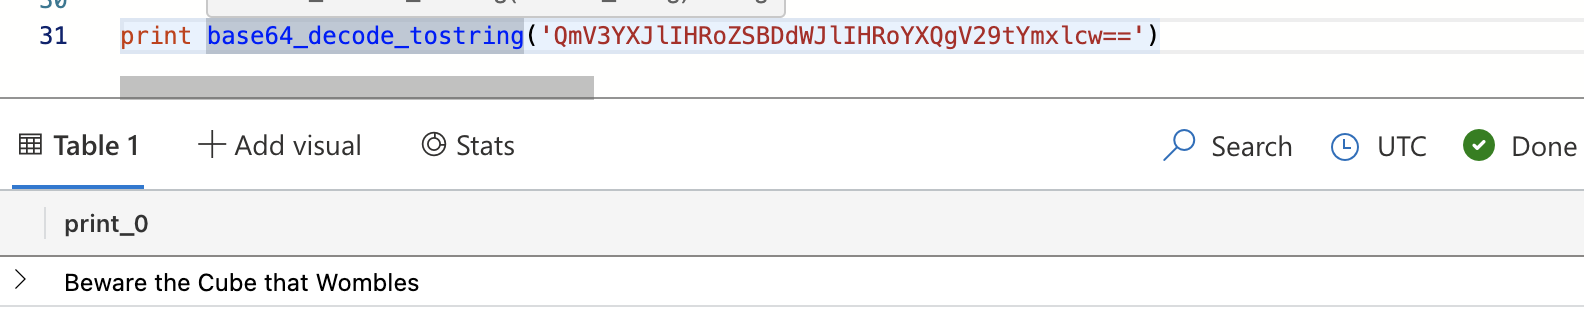 31 print base64_decode_tostring('QmV3YXJlIHRoZSBDdWJlIHRoYXQgV29tYmxlcw==')
Table 1 Add visual Stats Search UTC Done
print_0
Beware the Cube that Wombles